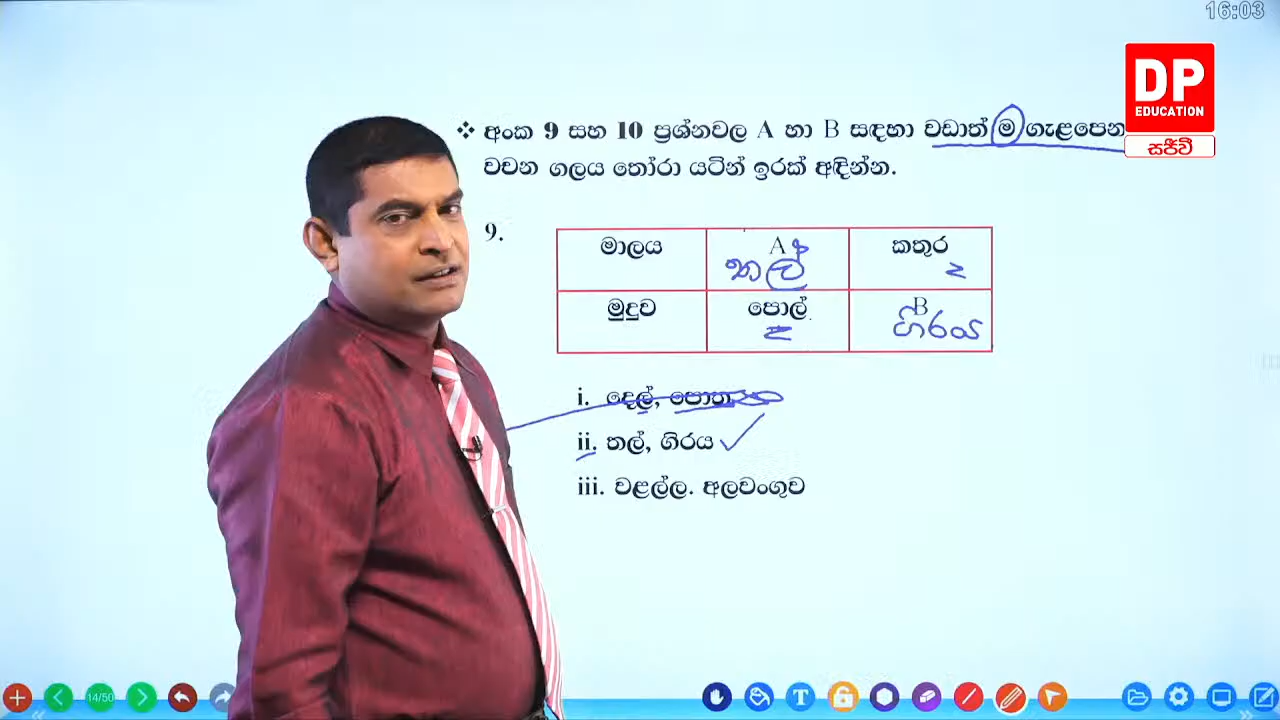 16:03
DP
EDUCATION
සජීවී
❖ අංක 9 සහ 10 ප්‍රශ්නවල A හා B සඳහා වඩාත් ම ගැළපෙන
වචන ගලය තෝරා යටින් ඉරක් අඳින්න.
9.
මාලය A කතුර
තල්
මුදුව පොල් B
ගිරය
i. දෙල්, පොත
ii. තල්, ගිරය
iii. වළල්ල. අලවංගුව
14/50